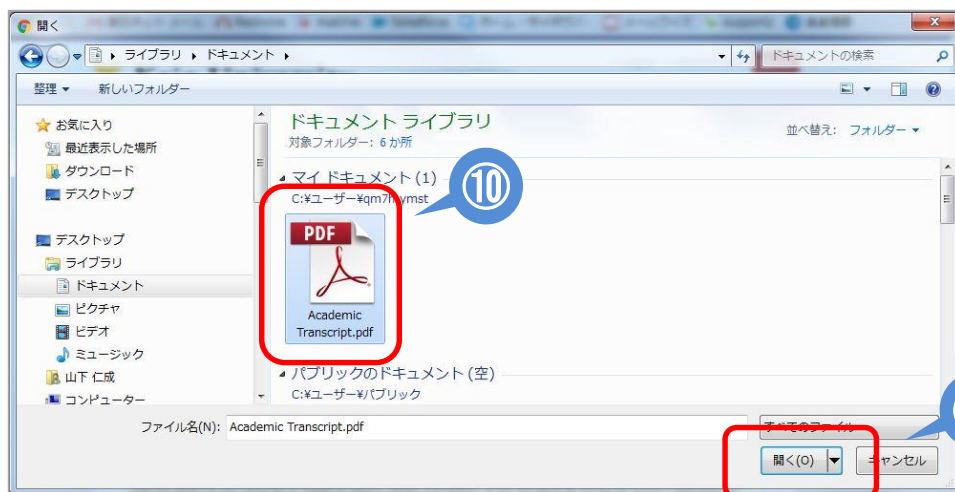 開く
ライブラリ ドキュメント
ドキュメントの検索
整理 新しいフォルダー
お気に入り
最近表示した場所
ダウンロード
デスクトップ
デスクトップ
ライブラリ
ドキュメント
ピクチャ
ビデオ
ミュージック
山下 仁成
コンピューター
ドキュメント ライブラリ
対象フォルダー: 6 か所
並べ替え: フォルダー
マイ ドキュメント (1)
C:¥ユーザー
⑩
PDF
Academic
Transcript.pdf
パブリックのドキュメント (空)
C:¥ユーザー¥パブリック
ファイル名(N): Academic Transcript.pdf
すべてのファイル
開く(O)
キャンセル